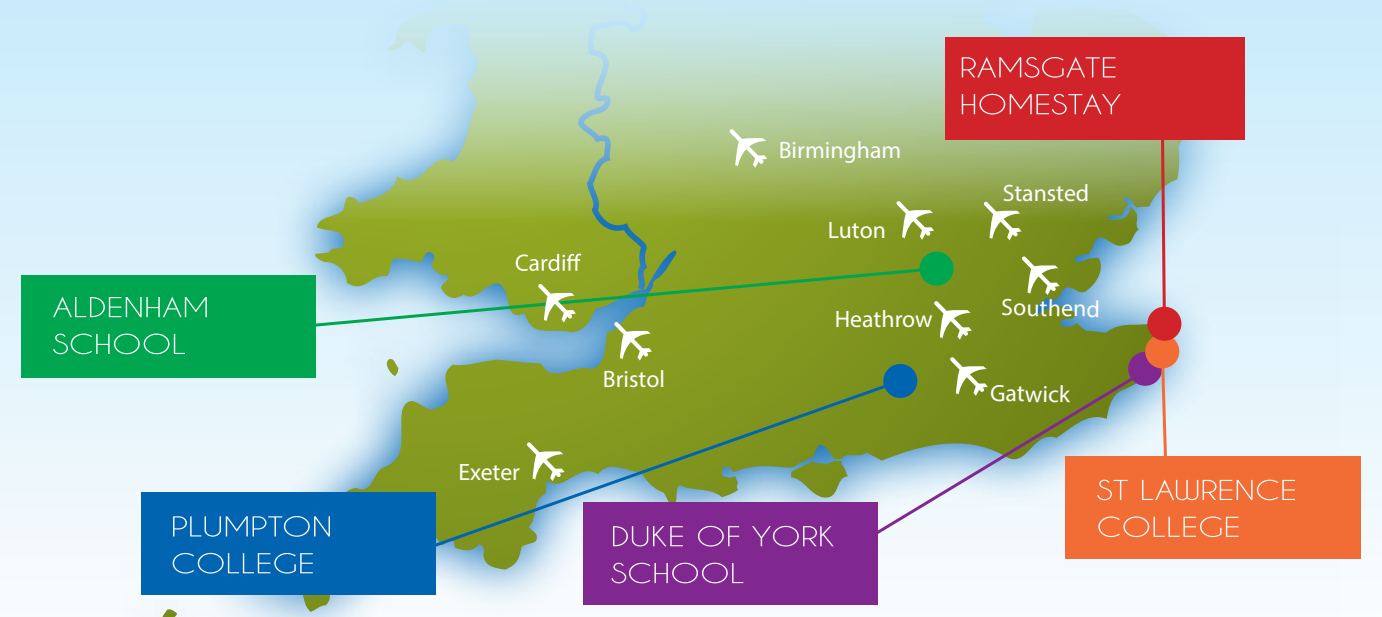 RAMSGATE
HOMESTAY
Birmingham
Stansted
Luton
Cardiff
ALDENHAM
SCHOOL
Southend
Heathrow
Bristol
Gatwick
Exeter
PLUMPTON
COLLEGE
DUKE OF YORK
SCHOOL
ST LAWRENCE
COLLEGE